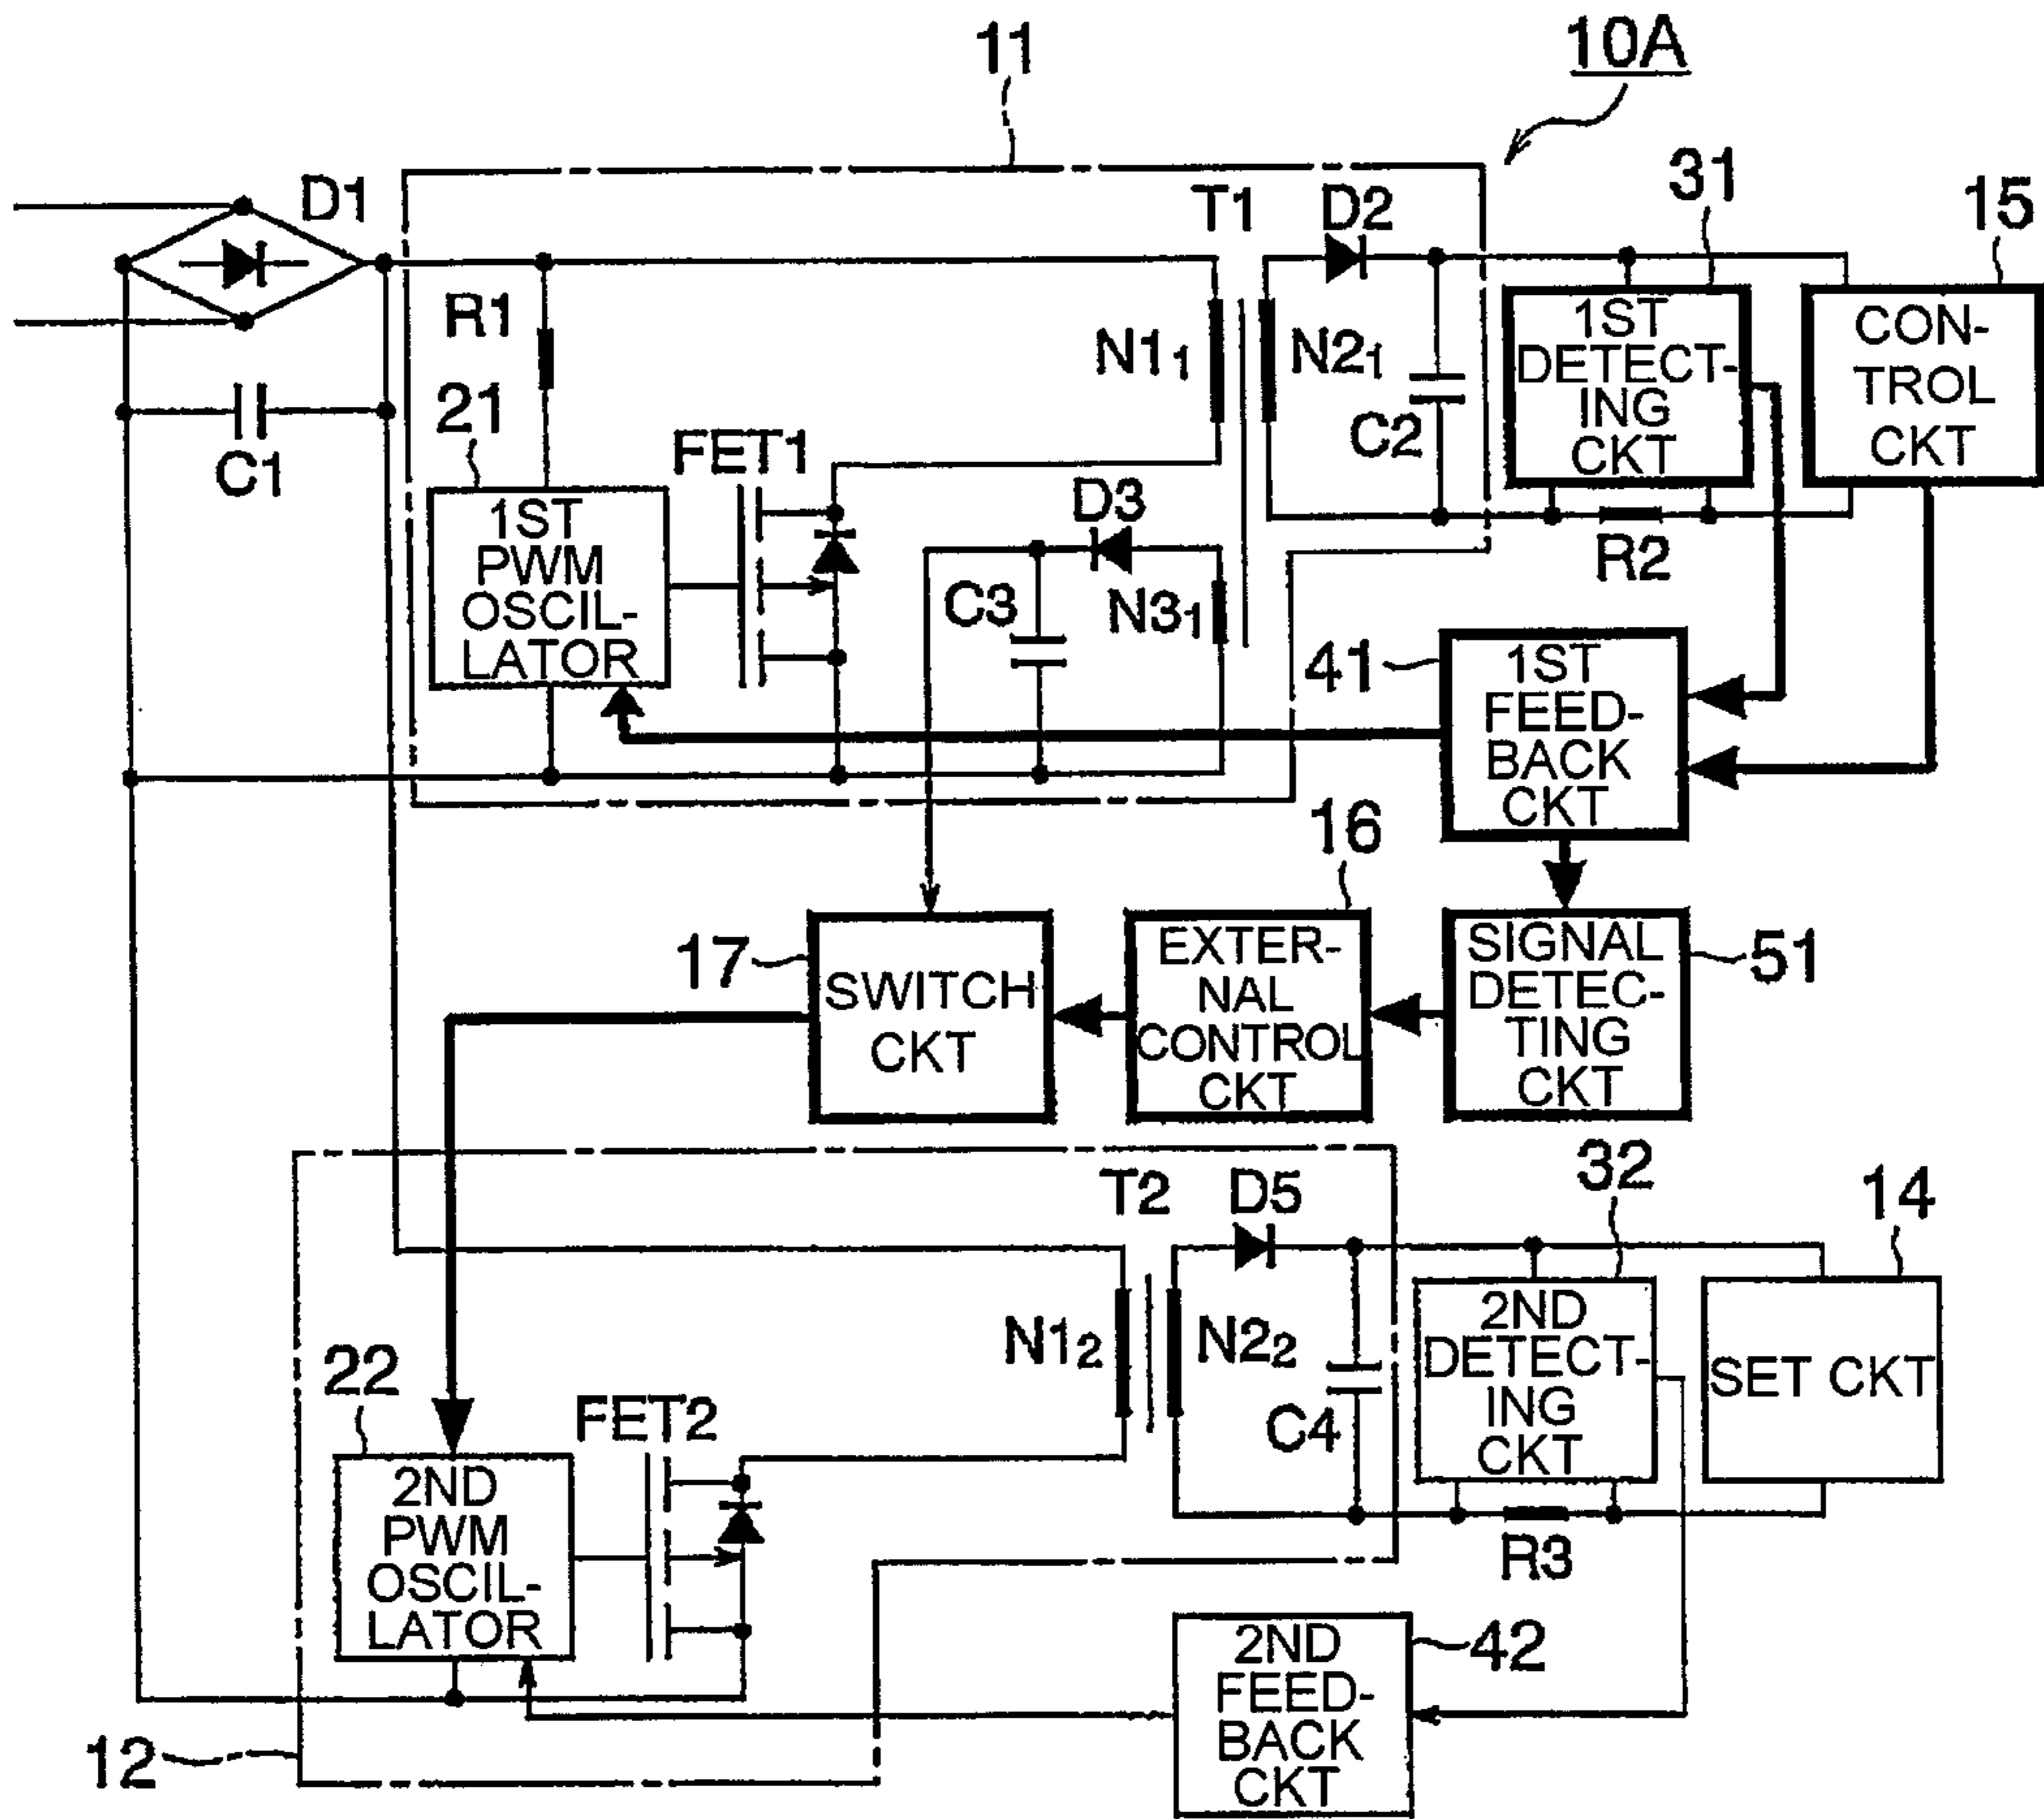 11
10A
D1
T1
D2
31
15
R1
N1₁
N2₁
C2
1ST
DETECT-
ING
CKT
CON-
TROL
CKT
21
C1
FET1
D3
R2
1ST
PWM
OSCIL-
LATOR
C3
N3₁
41
1ST
FEED-
BACK
CKT
16
17
SWITCH
CKT
EXTER-
NAL
CONTROL
CKT
SIGNAL
DETEC-
TING
CKT
51
T2
D5
32
14
N1₂
N2₂
C4
2ND
DETECT-
ING
CKT
SET CKT
22
FET2
2ND
PWM
OSCIL-
LATOR
R3
2ND
FEED-
BACK
CKT
42
12